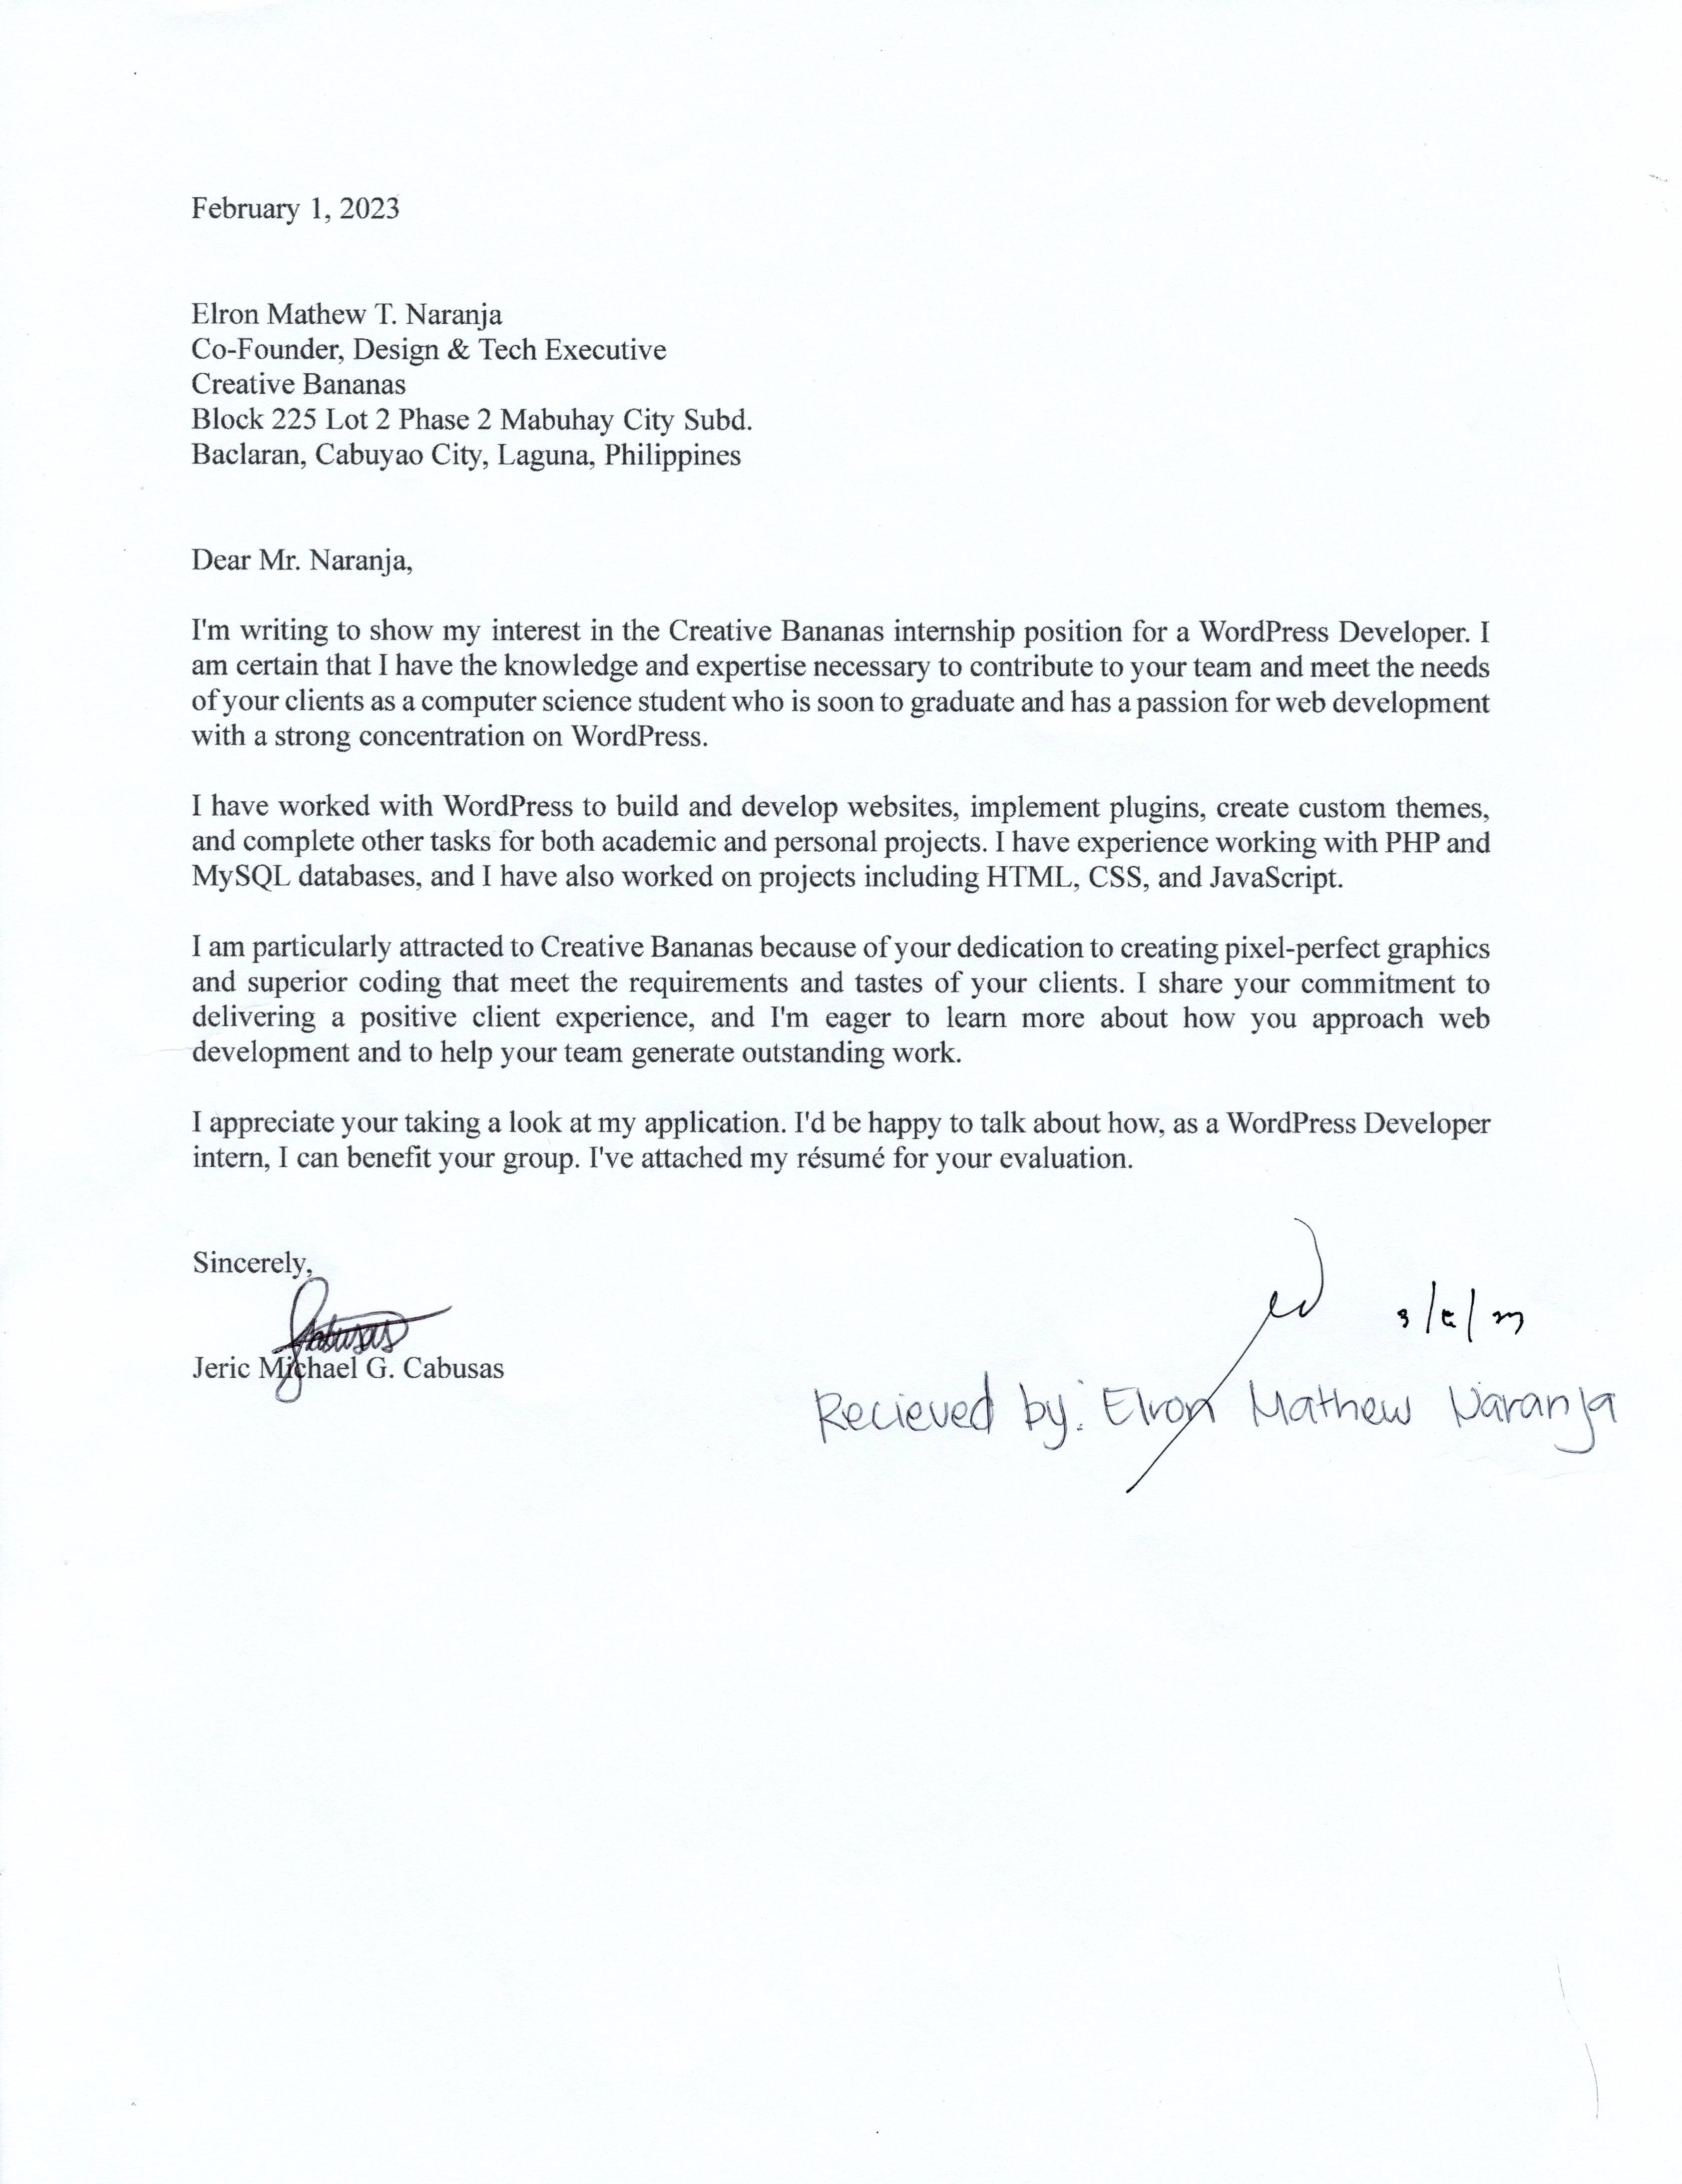 February 1, 2023
Elron Mathew T. Naranja
Co-Founder, Design & Tech Executive
Creative Bananas
Block 225 Lot 2 Phase 2 Mabuhay City Subd.
Baclaran, Cabuyao City, Laguna, Philippines
Dear Mr. Naranja,
I'm writing to show my interest in the Creative Bananas internship position for a WordPress Developer. I
am certain that I have the knowledge and expertise necessary to contribute to your team and meet the needs
of your clients as a computer science student who is soon to graduate and has a passion for web development
with a strong concentration on WordPress.
I have worked with WordPress to build and develop websites, implement plugins, create custom themes,
and complete other tasks for both academic and personal projects. I have experience working with PHP and
MySQL databases, and I have also worked on projects including HTML, CSS, and JavaScript.
I am particularly attracted to Creative Bananas because of your dedication to creating pixel-perfect graphics
and superior coding that meet the requirements and tastes of your clients. I share your commitment to
delivering a positive client experience, and I'm eager to learn more about how you approach web
development and to help your team generate outstanding work.
I appreciate your taking a look at my application. I'd be happy to talk about how, as a WordPress Developer
intern, I can benefit your group. I've attached my résumé for your evaluation.
Sincerely,
Jeric Michael G. Cabusas
Recieved by: Elron Mathew Naranja